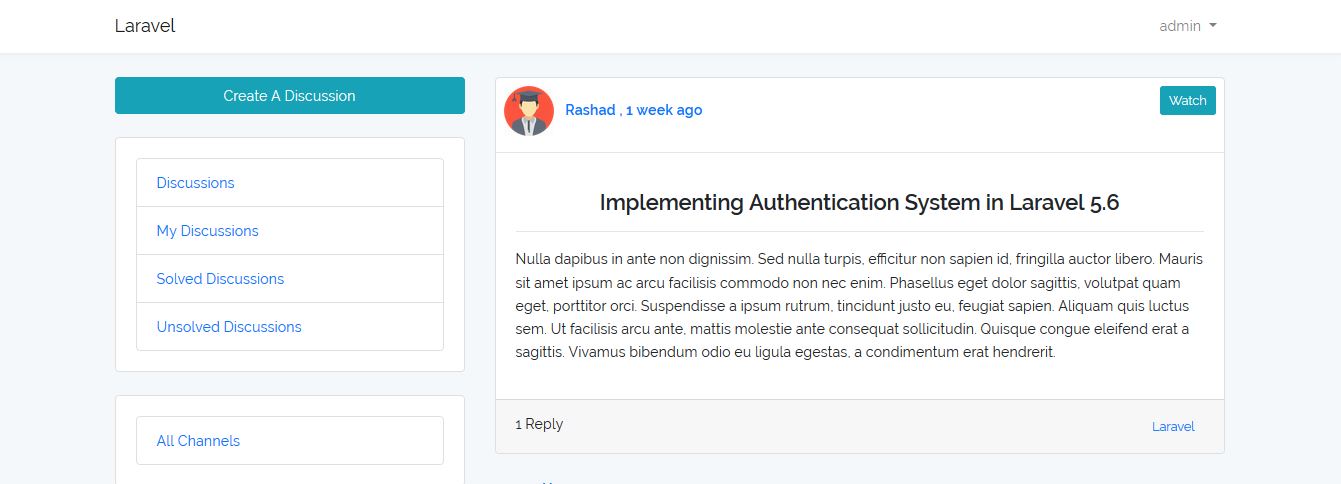 Laravel
admin
Create A Discussion
Discussions
My Discussions
Solved Discussions
Unsolved Discussions
All Channels
Rashad , 1 week ago
Watch
Implementing Authentication System in Laravel 5.6
Nulla dapibus in ante non dignissim. Sed nulla turpis, efficitur non sapien id, fringilla auctor libero. Mauris
sit amet ipsum ac arcu facilisis commodo non nec enim. Phasellus eget dolor sagittis, volutpat quam
eget, porttitor orci. Suspendisse a ipsum rutrum, tincidunt justo eu, feugiat sapien. Aliquam quis luctus
sem. Ut facilisis arcu ante, mattis molestie ante consequat sollicitudin. Quisque congue eleifend erat a
sagittis. Vivamus bibendum odio eu ligula egestas, a condimentum erat hendrerit.
1 Reply
Laravel